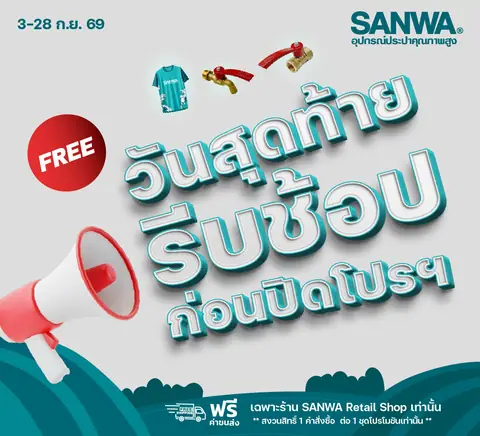 3-28 ก.ย. 69
SANWA®
อุปกรณ์ประปาคุณภาพสูง
FREE
วันสุดท้าย
รีบช้อป
ก่อนปิดโปรฯ
FREE
ฟรี
ค่าขนส่ง
เฉพาะร้าน SANWA Retail Shop เท่านั้น
** สงวนสิทธิ์ 1 คำสั่งซื้อ ต่อ 1 ชุดโปรโมชันเท่านั้น **